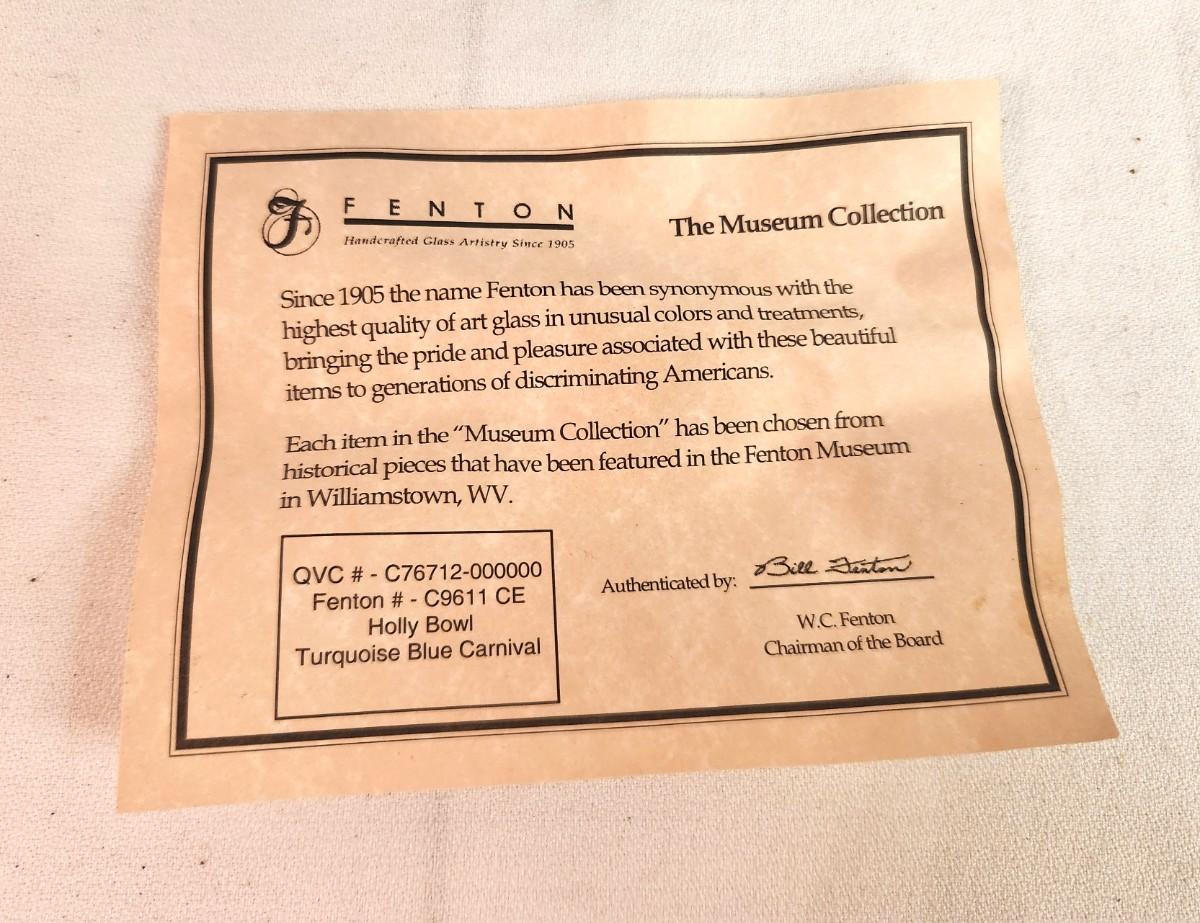 F
FENTON
Handcrafted Glass Artistry Since 1905
The Museum Collection
Since 1905 the name Fenton has been synonymous with the
highest quality of art glass in unusual colors and treatments,
bringing the pride and pleasure associated with these beautiful
items to generations of discriminating Americans.
Each item in the “Museum Collection” has been chosen from
historical pieces that have been featured in the Fenton Museum
in Williamstown, WV.
QVC # - C76712-000000
Fenton # - C9611 CE
Holly Bowl
Turquoise Blue Carnival
Authenticated by: Bill Fenton
W.C. Fenton
Chairman of the Board